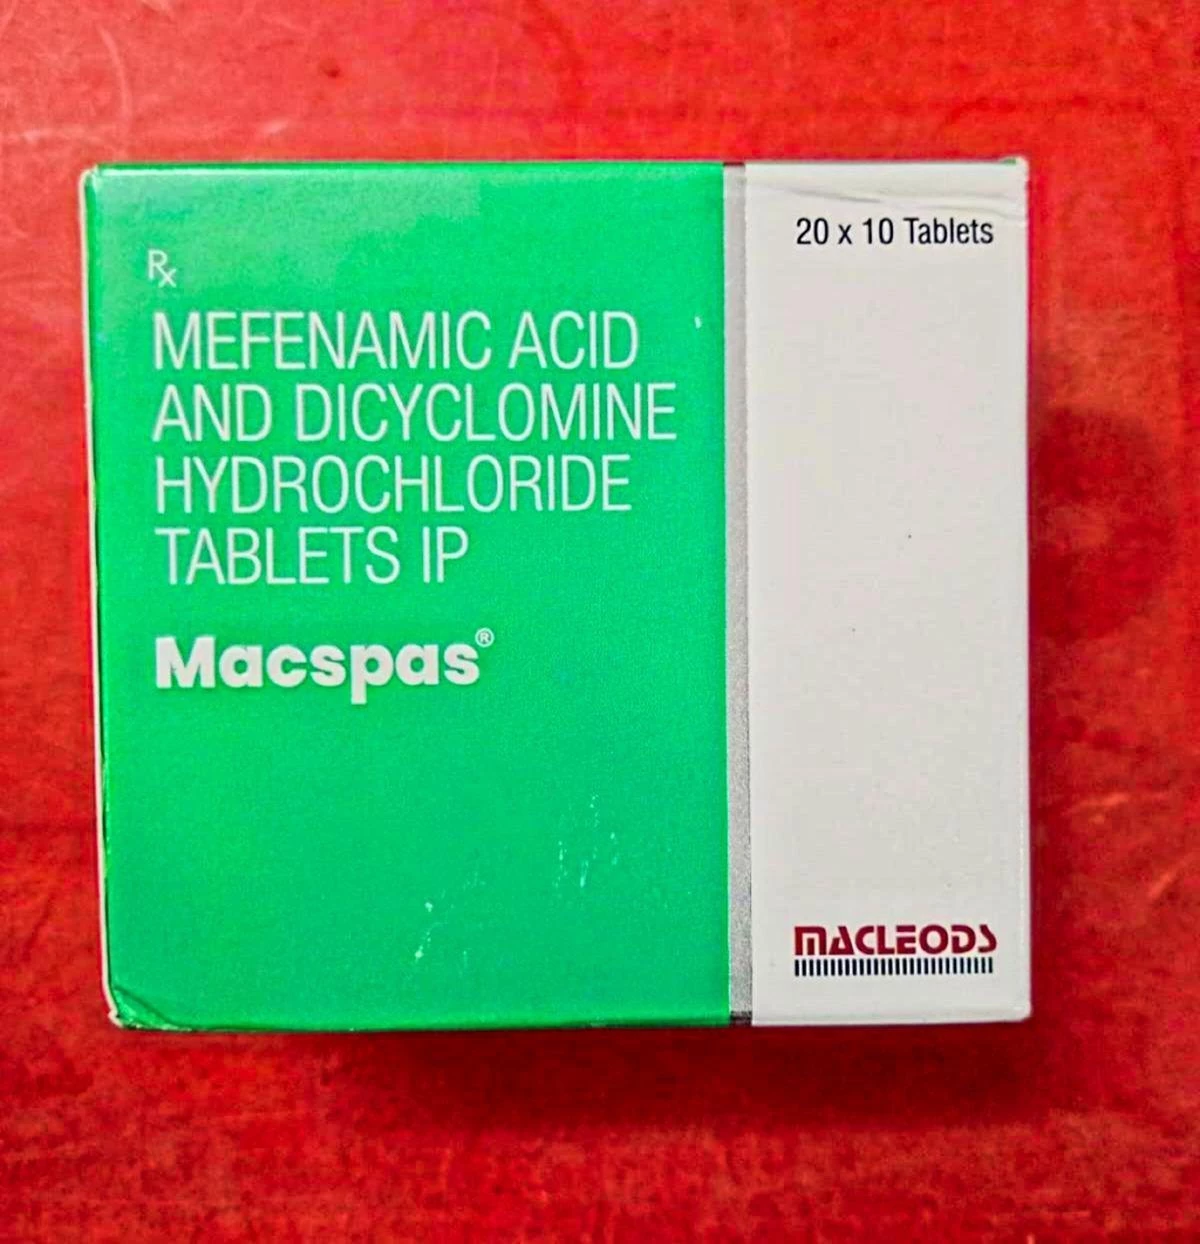 Rx
MEFENAMIC ACID
AND DICYCLOMINE
HYDROCHLORIDE
TABLETS IP
Macspas®
20 x 10 Tablets
MACLEODS